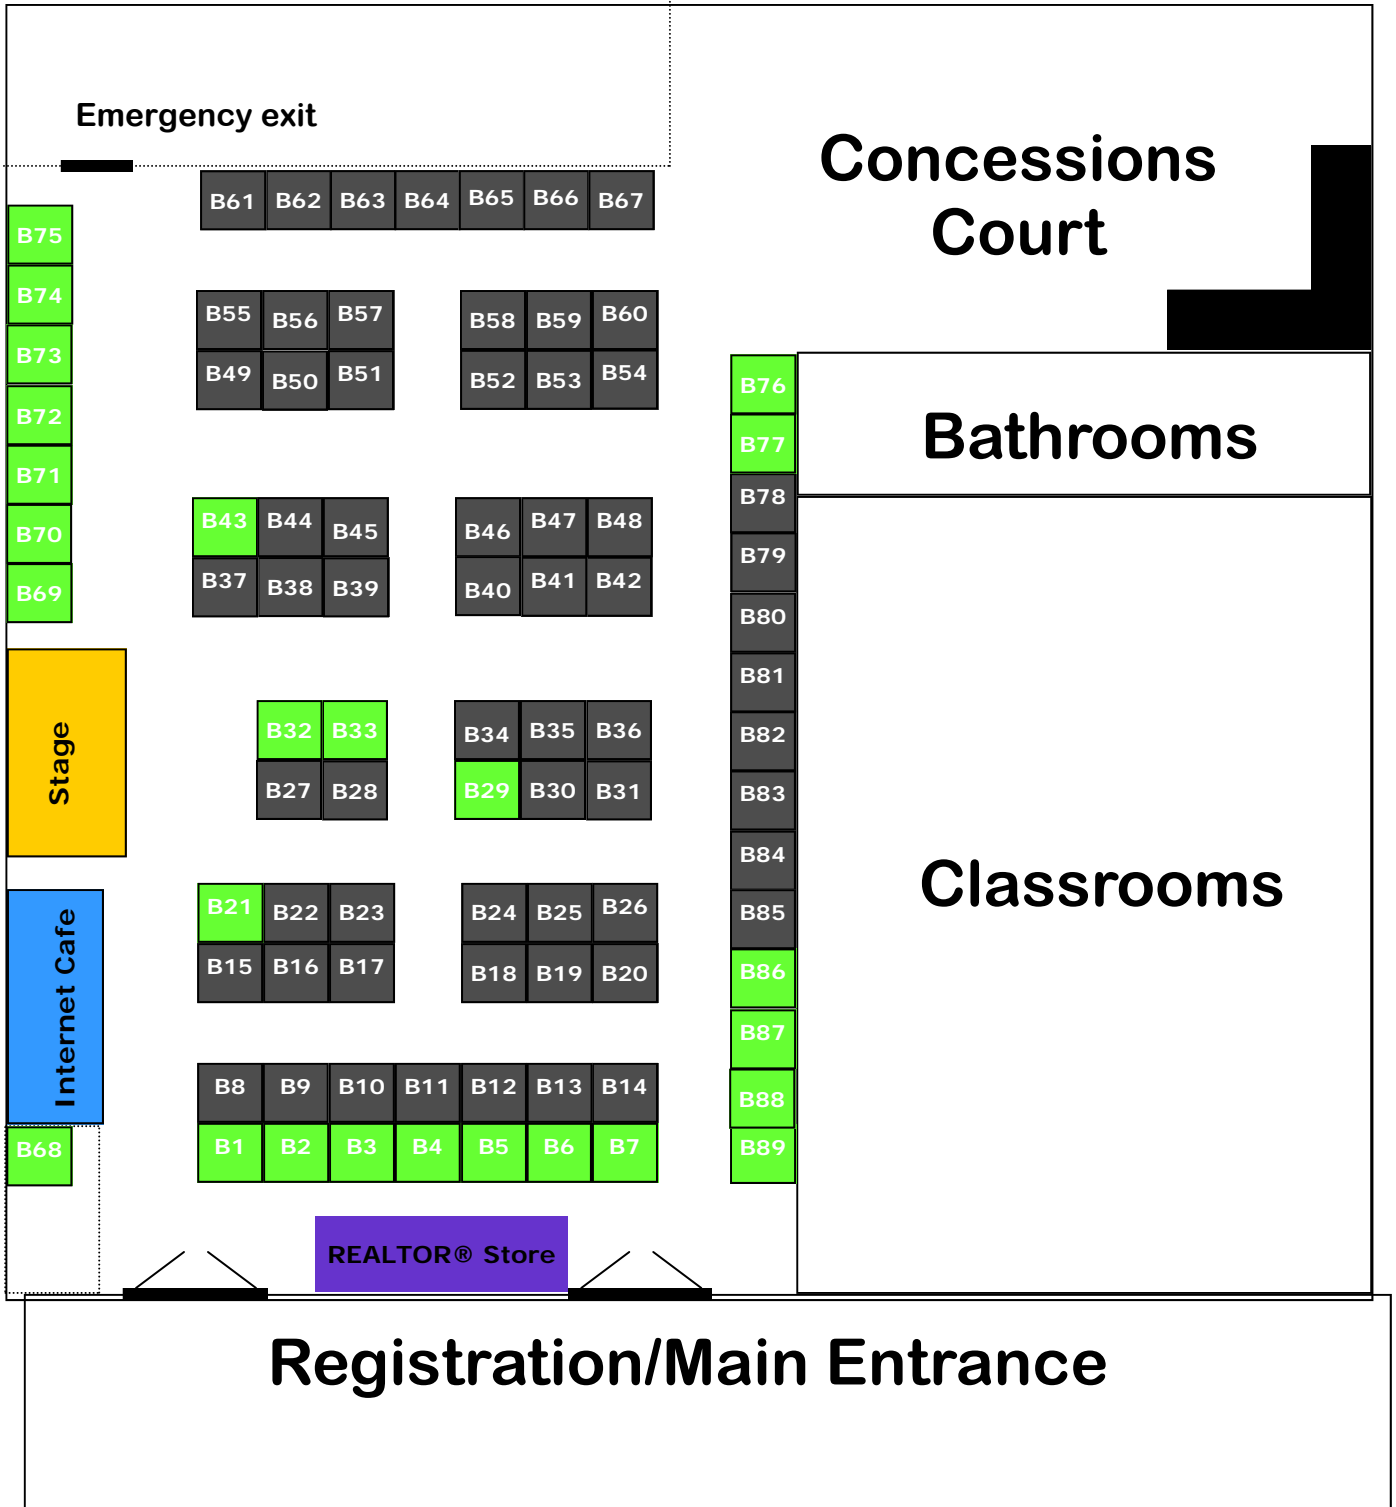 Emergency exit
Concessions
Court
B61 B62 B63 B64 B65 B66 B67
B75
B74
B73
B72
B71
B70
B69
B55 B56 B57
B49 B50 B51
B58 B59 B60
B52 B53 B54
B76
B77
B78
B79
B80
B81
B82
B83
B84
B85
B86
B87
B88
B89
Bathrooms
B43 B44 B45
B37 B38 B39
B46 B47 B48
B40 B41 B42
Stage
B32 B33
B27 B28
B34 B35 B36
B29 B30 B31
Classrooms
Internet Cafe
B21 B22 B23
B15 B16 B17
B24 B25 B26
B18 B19 B20
B8 B9 B10 B11 B12 B13 B14
B1 B2 B3 B4 B5 B6 B7
B68
REALTOR® Store
Registration/Main Entrance